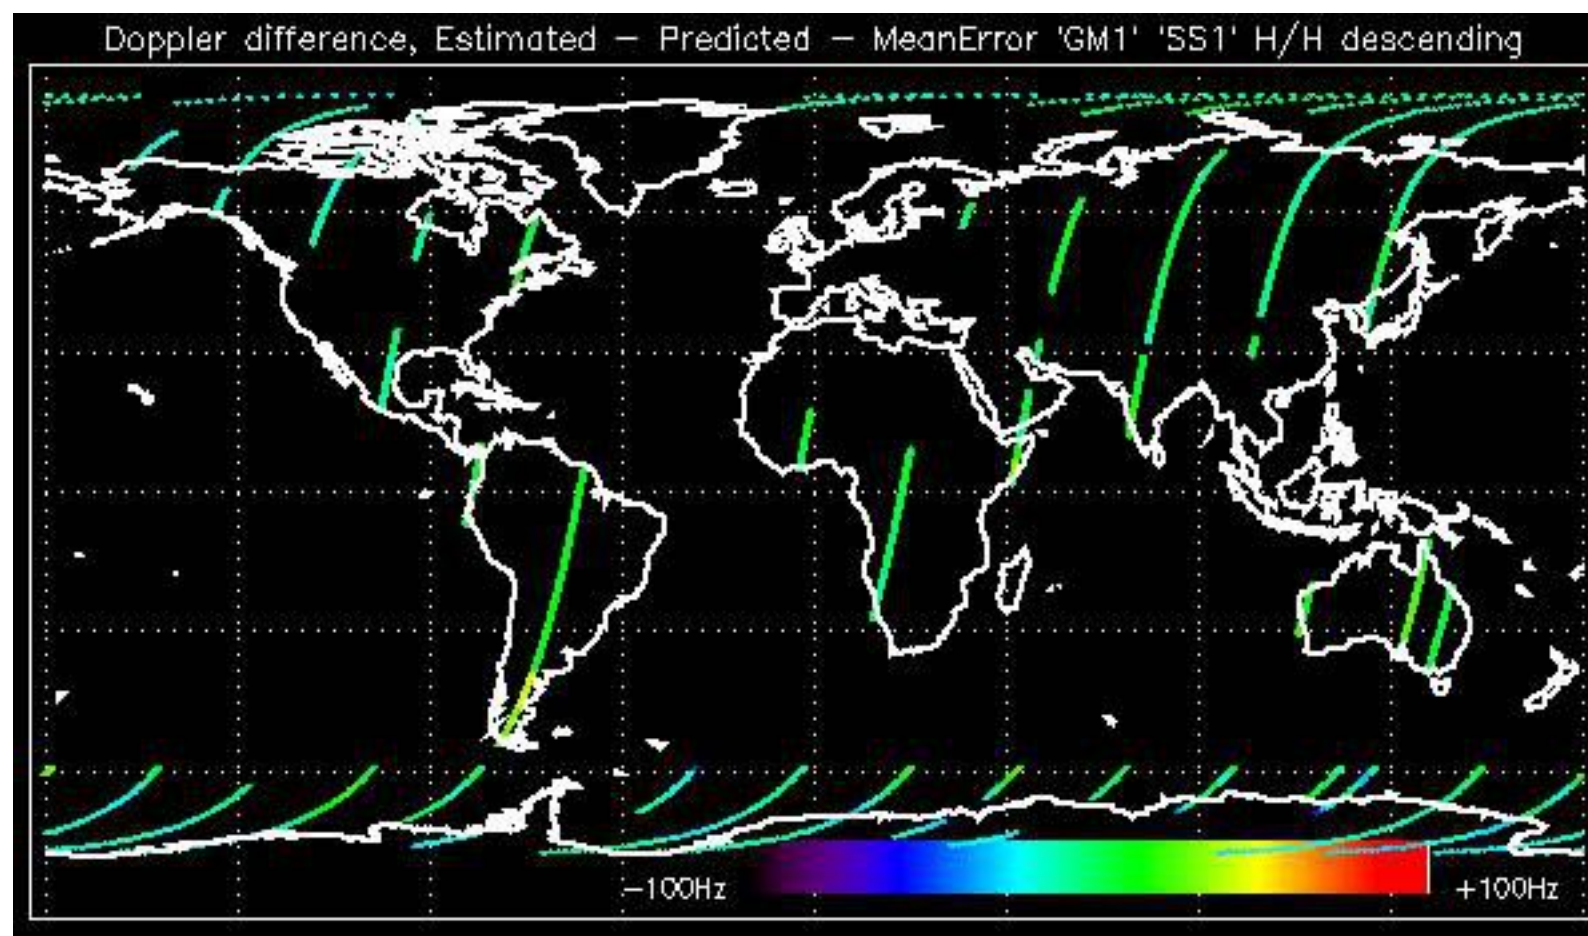 Doppler difference, Estimated – Predicted – MeanError 'GM1' 'SS1' H/H descending
–100Hz
+100Hz